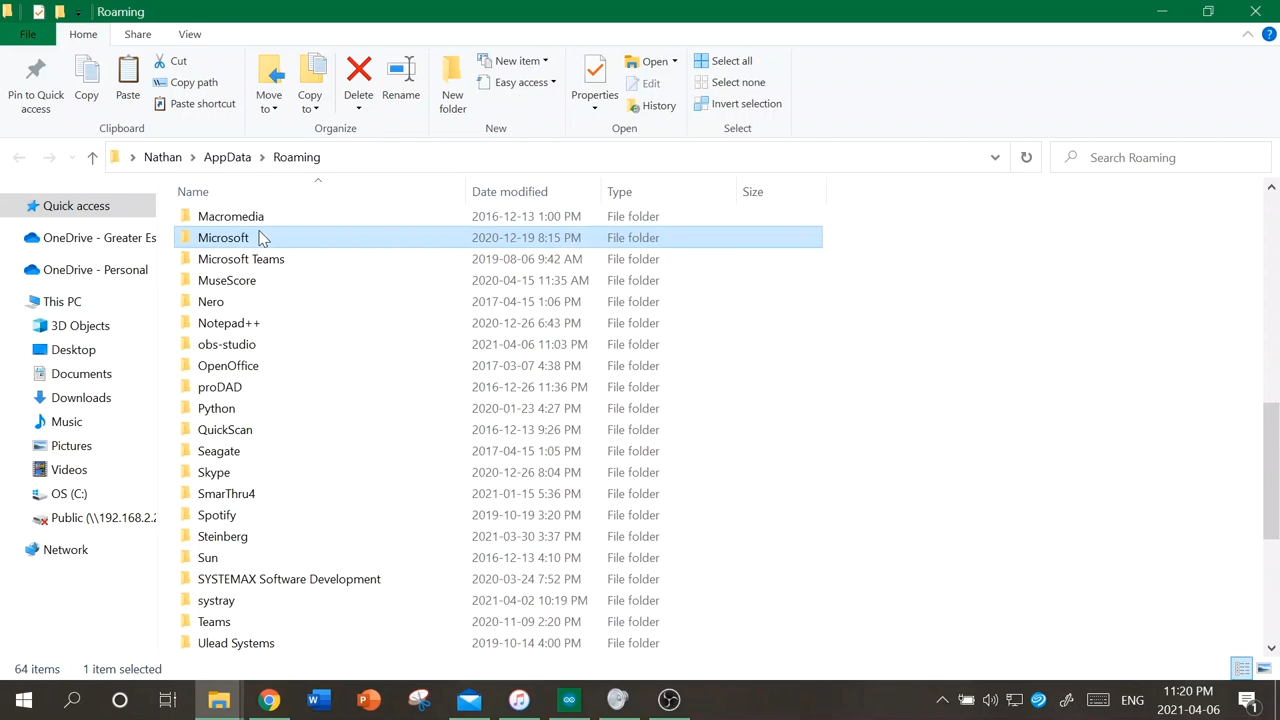 Roaming
File Home Share View
Pin to Quick access
Copy
Paste
Cut
Copy path
Paste shortcut
Clipboard
Move to
Copy to
Delete
Rename
Organize
New folder
New item
Easy access
New
Properties
Open
Edit
History
Open
Select all
Select none
Invert selection
Select
Nathan > AppData > Roaming
Search Roaming
Quick access
OneDrive - Greater Es
OneDrive - Personal
This PC
3D Objects
Desktop
Documents
Downloads
Music
Pictures
Videos
OS (C:)
Public (\\192.168.2.2
Network
Name Date modified Type Size
Macromedia 2016-12-13 1:00 PM File folder
Microsoft 2020-12-19 8:15 PM File folder
Microsoft Teams 2019-08-06 9:42 AM File folder
MuseScore 2020-04-15 11:35 AM File folder
Nero 2017-04-15 1:06 PM File folder
Notepad++ 2020-12-26 6:43 PM File folder
obs-studio 2021-04-06 11:03 PM File folder
OpenOffice 2017-03-07 4:38 PM File folder
proDAD 2016-12-26 11:36 PM File folder
Python 2020-01-23 4:27 PM File folder
QuickScan 2016-12-13 9:26 PM File folder
Seagate 2017-04-15 1:05 PM File folder
Skype 2020-12-26 8:04 PM File folder
SmarThru4 2021-01-15 5:36 PM File folder
Spotify 2019-10-19 3:20 PM File folder
Steinberg 2021-03-30 3:37 PM File folder
Sun 2016-12-13 4:10 PM File folder
SYSTEMAX Software Development 2020-03-24 7:52 PM File folder
systray 2021-04-02 10:19 PM File folder
Teams 2020-11-09 2:20 PM File folder
Ulead Systems 2019-10-14 4:00 PM File folder
64 items 1 item selected
ENG
11:20 PM
2021-04-06
1